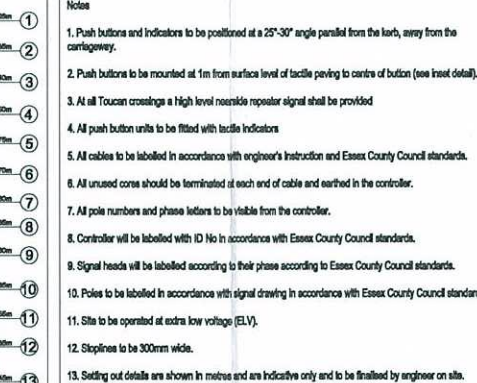 Notes
1. Push buttons and indicators to be positioned at a 25°-30° angle parallel from the kerb, away from the
carriageway.
2. Push buttons to be mounted at 1m from surface level of tactile paving to centre of button (see inset detail).
3. At all Toucan crossings a high level nearside repeater signal shall be provided
4. All push button units to be fitted with tactile indicators
5. All cables to be labelled in accordance with engineer's instruction and Essex County Council standards.
6. All unused cores should be terminated at each end of cable and earthed in the controller.
7. All pole numbers and phase letters to be visible from the controller.
8. Controller will be labelled with ID No in accordance with Essex County Council standards.
9. Signal heads will be labelled according to their phase according to Essex County Council standards.
10. Poles to be labelled in accordance with signal drawing in accordance with Essex County Council standar
11. Site to be operated at extra low voltage (ELV).
12. Stoplines to be 300mm wide.
13. Setting out details are shown in metres and are indicative only and to be finalised by engineer on site.
1
2
3
4
5
6
7
8
9
10
11
12
13